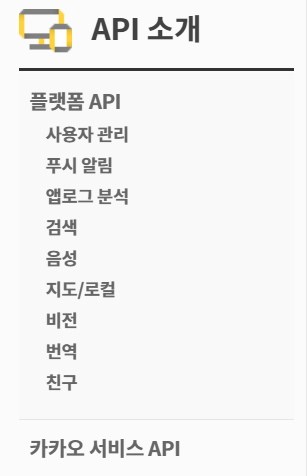 API 소개
플랫폼 API
사용자 관리
푸시 알림
앱로그 분석
검색
음성
지도/로컬
비전
번역
친구
카카오 서비스 API